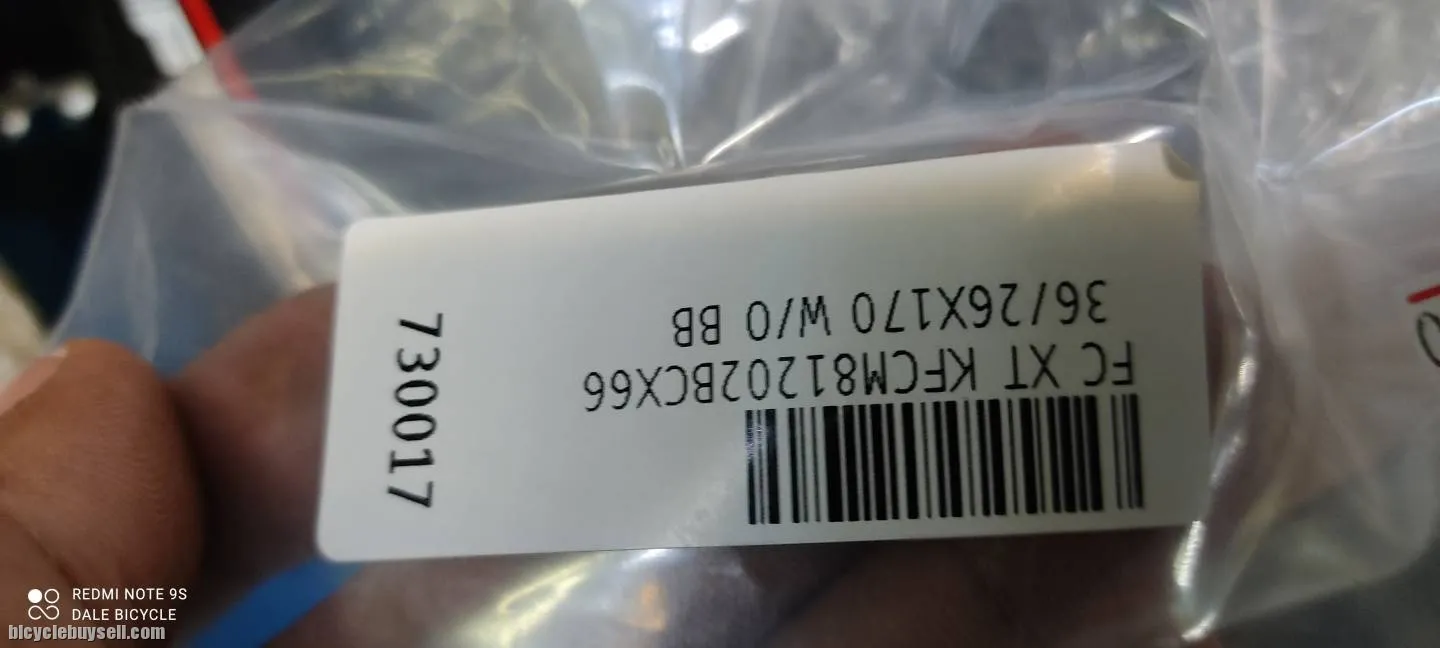 FC XT KFCM81202BCX66
36/26X170 W/O BB
730017
REDMI NOTE 9S
DALE BICYCLE
bicyclebuysell.com